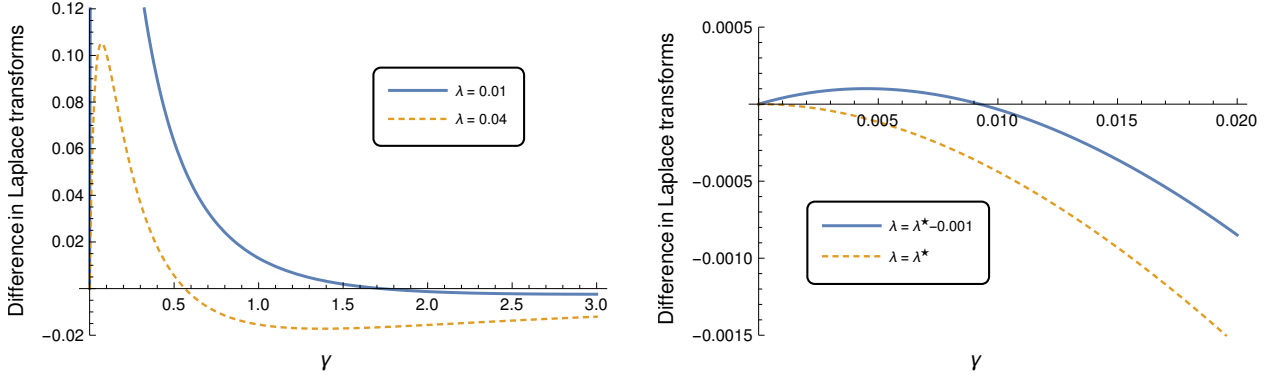 Difference in Laplace transforms
0.12
0.10
0.08
0.06
0.04
0.02
−0.02
0.5
1.0
1.5
2.0
2.5
3.0
λ = 0.01
λ = 0.04
γ
Difference in Laplace transforms
0.0005
−0.0005
−0.0010
−0.0015
0.005
0.010
0.015
0.020
λ = λ★−0.001
λ = λ★
γ